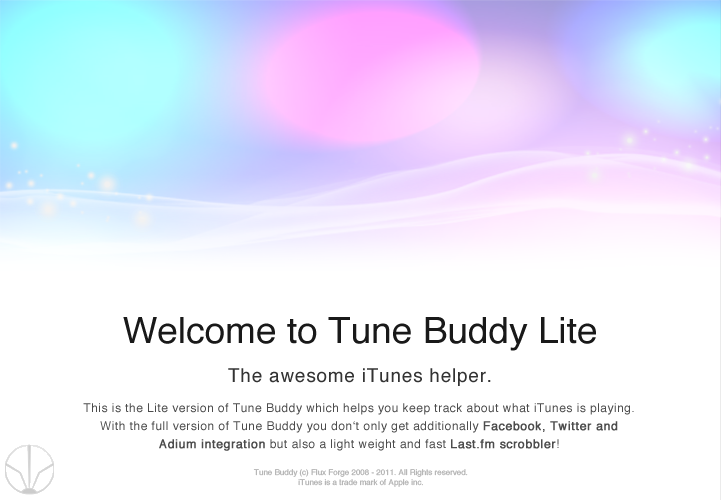 Welcome to Tune Buddy Lite
The awesome iTunes helper.
This is the Lite version of Tune Buddy which helps you keep track about what iTunes is playing.
With the full version of Tune Buddy you don't only get additionally Facebook, Twitter and
Adium integration but also a light weight and fast Last.fm scrobbler!
Tune Buddy (c) Flux Forge 2008 - 2011. All Rights reserved.
iTunes is a trade mark of Apple inc.